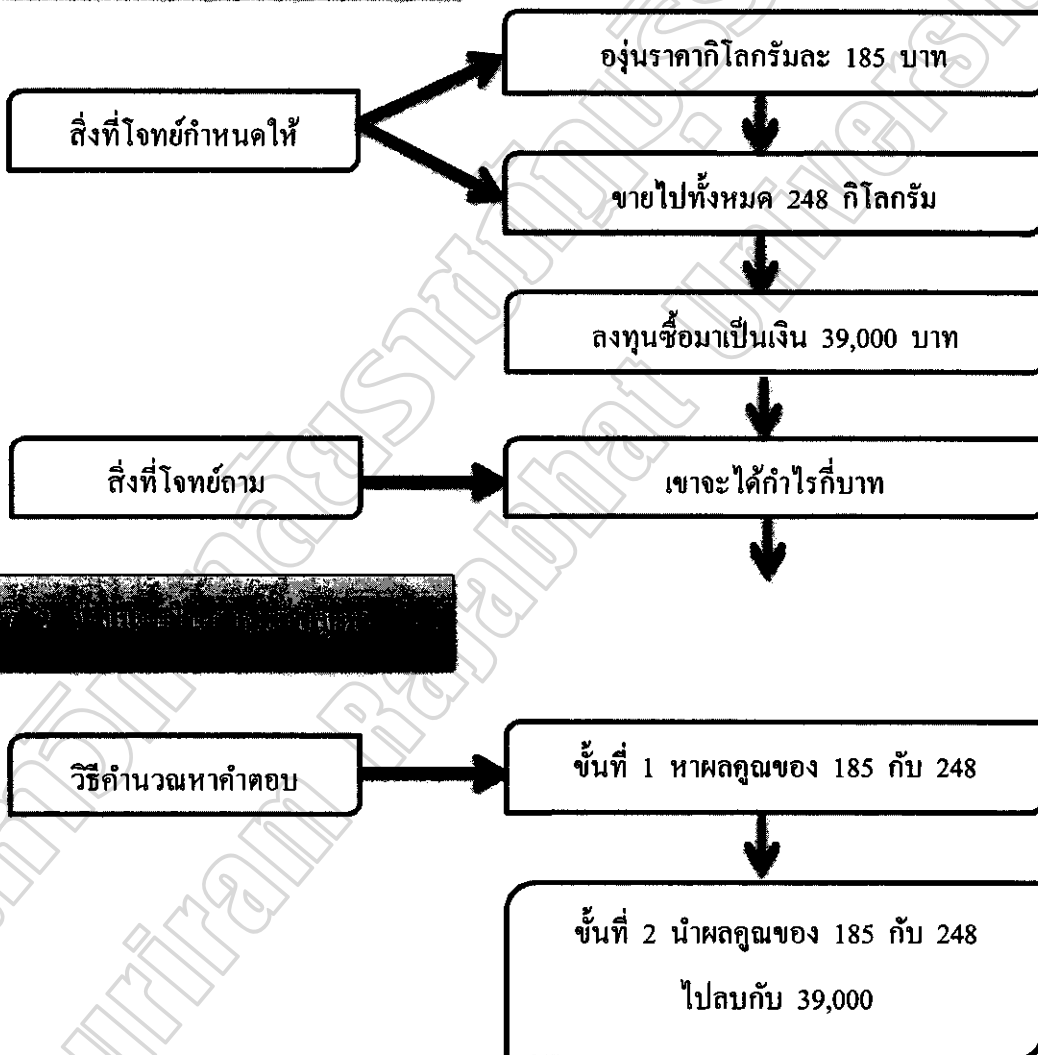 องุ่นราคากิโลกรัมละ 185 บาท
สิ่งที่โจทย์กำหนดให้
ขายไปทั้งหมด 248 กิโลกรัม
ลงทุนซื้อมาเป็นเงิน 39,000 บาท
สิ่งที่โจทย์ถาม
เขาจะได้กำไรกี่บาท
วิธีคำนวณหาคำตอบ
ขั้นที่ 1 หาผลคูณของ 185 กับ 248
ขั้นที่ 2 นำผลคูณของ 185 กับ 248
ไปลบกับ 39,000